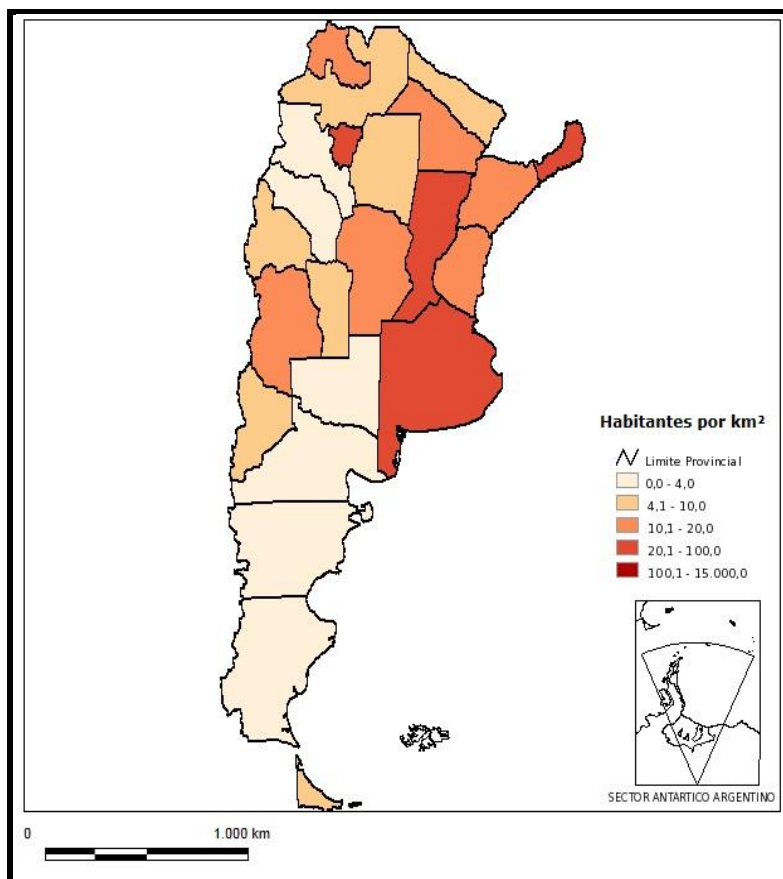 Habitantes por km²
Limite Provincial
0,0 - 4,0
4,1 - 10,0
10,1 - 20,0
20,1 - 100,0
100,1 - 15.000,0
SECTOR ANTARTICO ARGENTINO
0 1.000 km